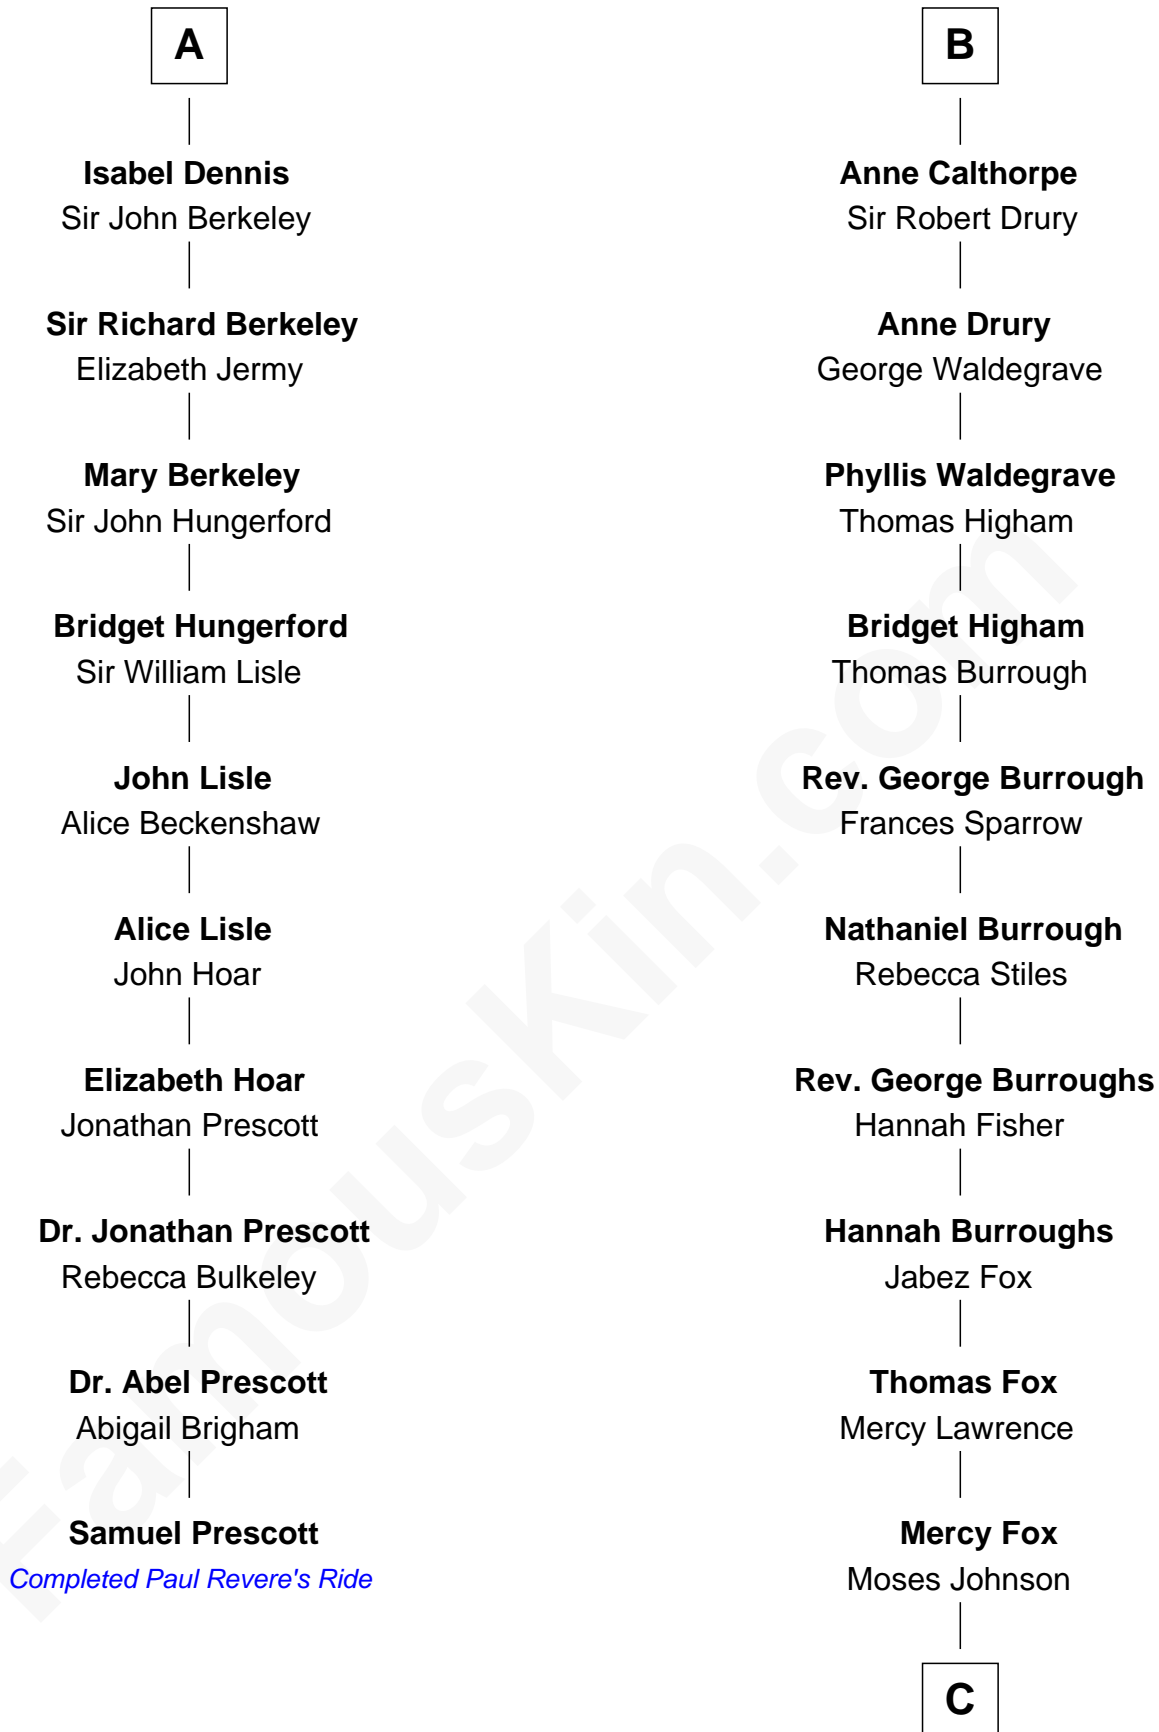 A
Isabel Dennis
Sir John Berkeley
Sir Richard Berkeley
Elizabeth Jermy
Mary Berkeley
Sir John Hungerford
Bridget Hungerford
Sir William Lisle
John Lisle
Alice Beckenshaw
Alice Lisle
John Hoar
Elizabeth Hoar
Jonathan Prescott
Dr. Jonathan Prescott
Rebecca Bulkeley
Dr. Abel Prescott
Abigail Brigham
Samuel Prescott
Completed Paul Revere's Ride
B
Anne Calthorpe
Sir Robert Drury
Anne Drury
George Waldegrave
Phyllis Waldegrave
Thomas Higham
Bridget Higham
Thomas Burrough
Rev. George Burrough
Frances Sparrow
Nathaniel Burrough
Rebecca Stiles
Rev. George Burroughs
Hannah Fisher
Hannah Burroughs
Jabez Fox
Thomas Fox
Mercy Lawrence
Mercy Fox
Moses Johnson
C
FamousKin.com